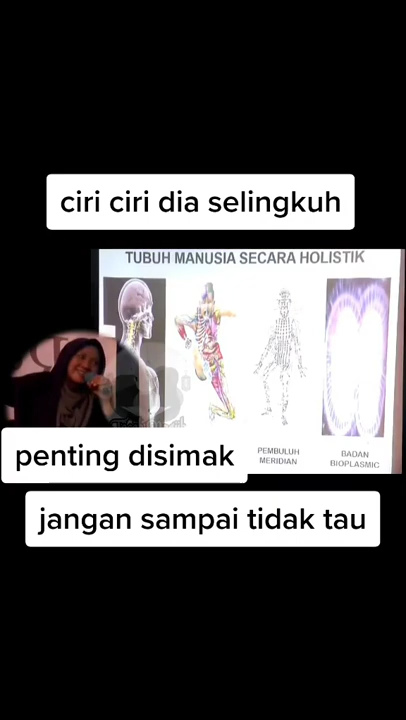 ciri ciri dia selingkuh
TUBUH MANUSIA SECARA HOLISTIK
PEMBULUH
MERIDIAN
BADAN
BIOPLASMIC
penting disimak
jangan sampai tidak tau